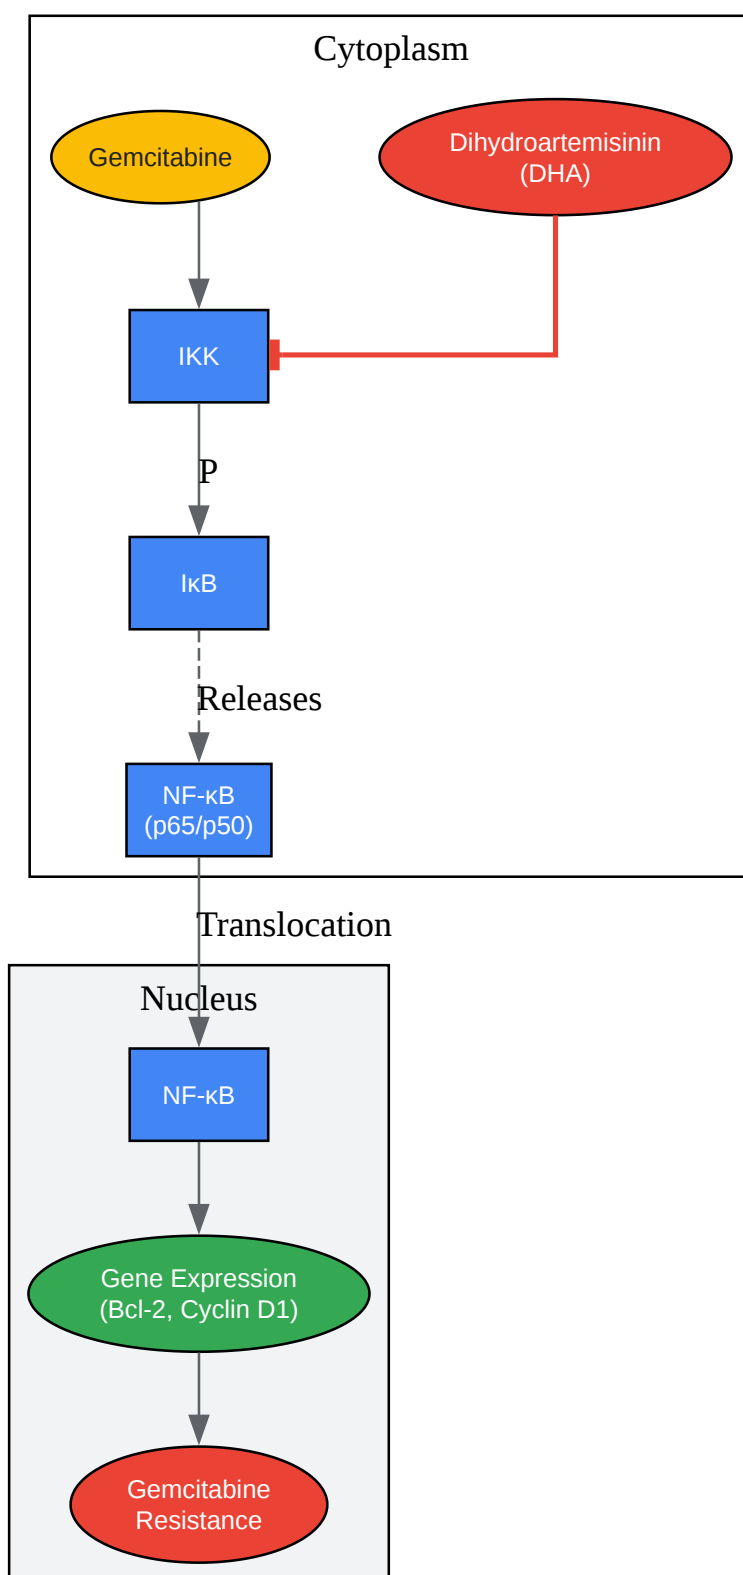 Cytoplasm
Gemcitabine
Dihydroartemisinin
(DHA)
IKK
P
IκB
Releases
NF-κB
(p65/p50)
Translocation
Nucleus
NF-κB
Gene Expression
(Bcl-2, Cyclin D1)
Gemcitabine
Resistance